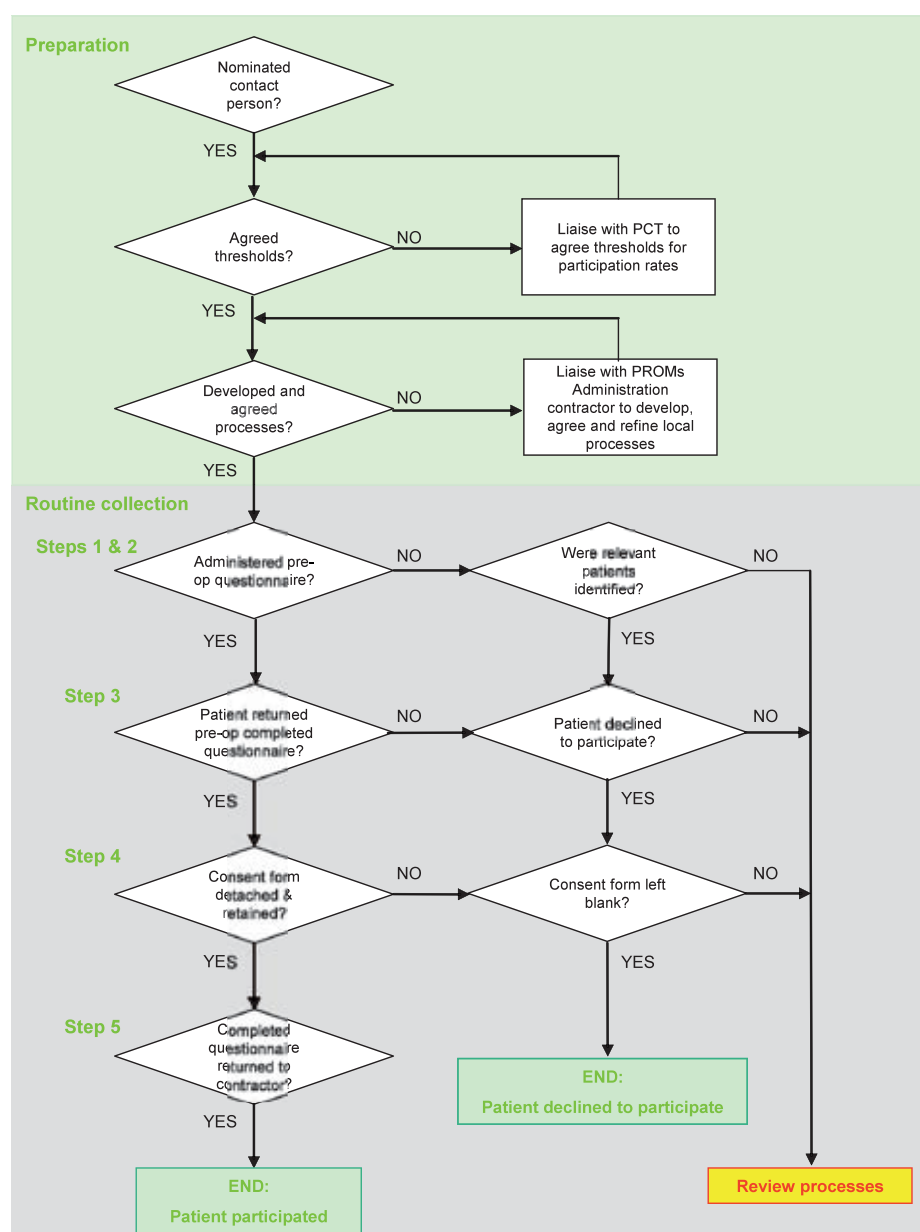 Preparation
Nominated
contact
person?
YES
Agreed
thresholds?
NO
Liaise with PCT to
agree thresholds for
participation rates
YES
Developed and
agreed
processes?
NO
Liaise with PROMs
Administration
contractor to develop,
agree and refine local
processes
YES
Routine collection
Steps 1 & 2
Administered pre-
op questionnaire?
NO
Were relevant
patients
identified?
NO
YES
YES
Step 3
Patient returned
pre-op completed
questionnaire?
NO
Patient declined
to participate?
NO
YES
YES
Step 4
Consent form
detached &
retained?
NO
Consent form left
blank?
NO
YES
YES
Step 5
Completed
questionnaire
returned to
contractor?
END:
Patient declined to participate
YES
END:
Patient participated
Review processes